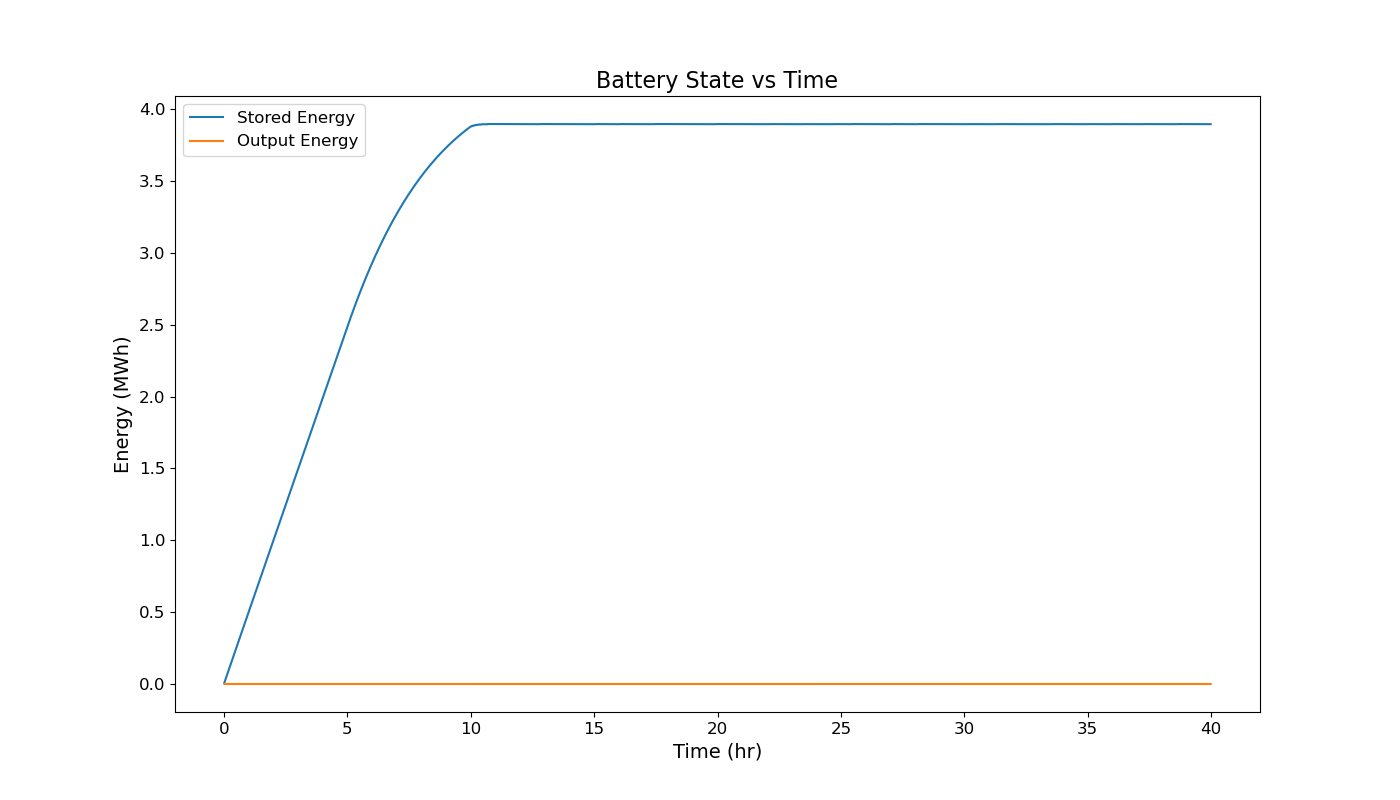 Battery State vs Time
Stored Energy
Output Energy
Energy (MWh)
4.0
3.5
3.0
2.5
2.0
1.5
1.0
0.5
0.0
0 5 10 15 20 25 30 35 40
Time (hr)